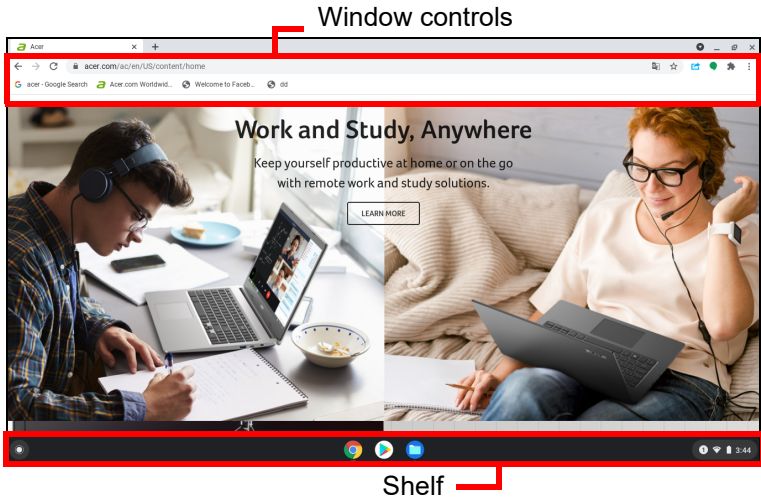 Window controls
Acer
acer.com/ac/en/US/content/home
acer - Google Search Acer.com Worldwid... Welcome to Faceb... dd
Work and Study, Anywhere
Keep yourself productive at home or on the go
with remote work and study solutions.
LEARN MORE
1 3:44
Shelf